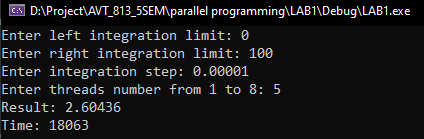 D:\Project\AVT_813_5SEM\parallel programming\LAB1\Debug\LAB1.exe
Enter left integration limit: 0
Enter right integration limit: 100
Enter integration step: 0.00001
Enter threads number from 1 to 8: 5
Result: 2.60436
Time: 18063